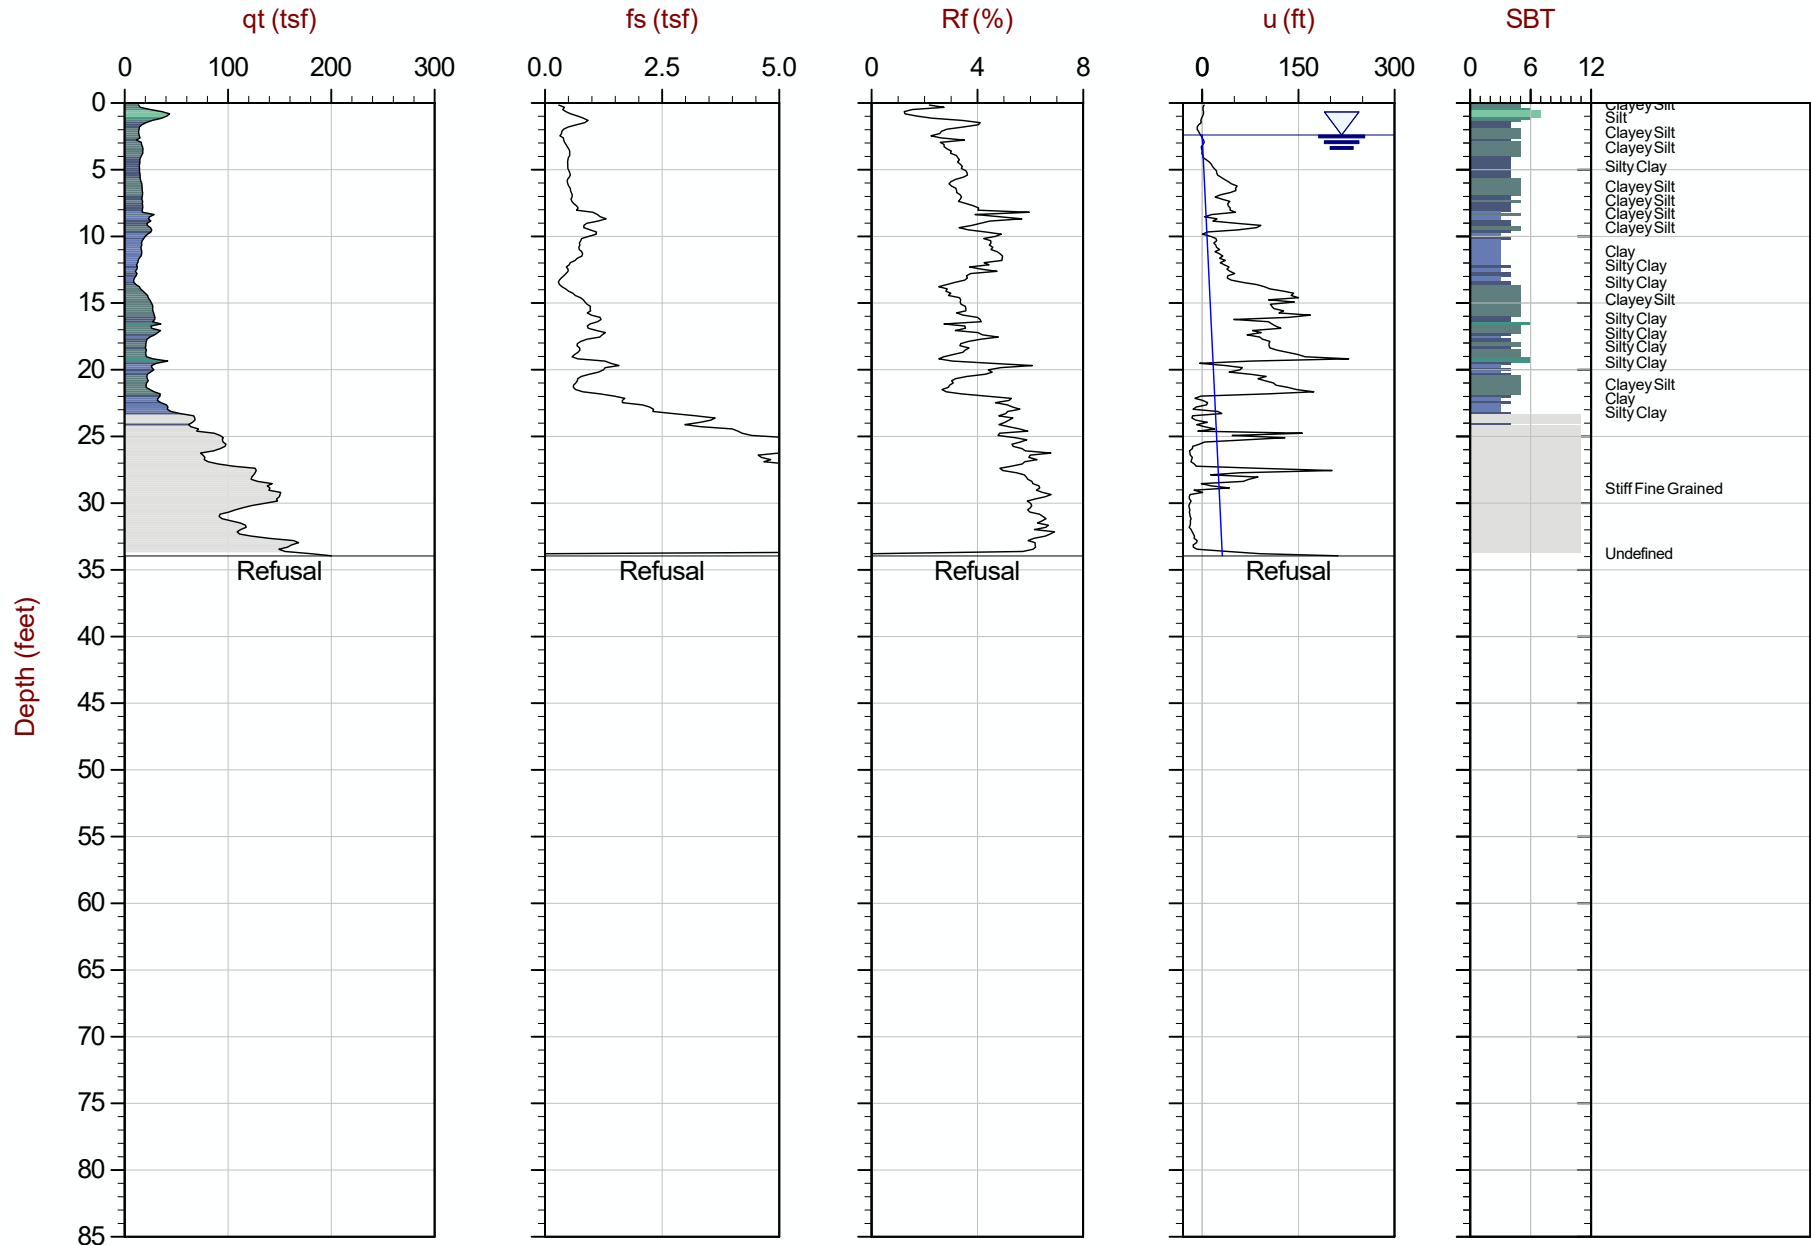 qt (tsf) fs (tsf) Rf (%) u (ft) SBT
0 100 200 300 0.0 2.5 5.0 0 4 8 0 150 300 0 6 12
Depth (feet)
0
5
10
15
20
25
30
35
40
45
50
55
60
65
70
75
80
85
Refusal Refusal Refusal Refusal
Clayey Silt
Silt
Clayey Silt
Clayey Silt
Silty Clay
Clayey Silt
Silty Clay
Clayey Silt
Clayey Silt
Clay
Silty Clay
Silty Clay
Clayey Silt
Silty Clay
Silty Clay
Silty Clay
Silty Clay
Clayey Silt
Clay
Silty Clay
Stiff Fine Grained
Undefined